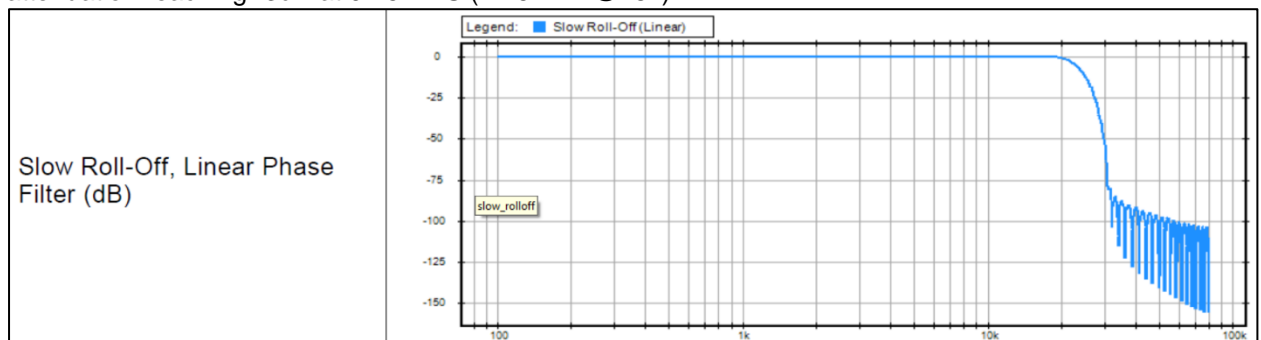 Legend: Slow Roll-Off (Linear)
0
-25
-50
Slow Roll-Off, Linear Phase
Filter (dB)
-75
slow_rolloff
-100
-125
-150
100 1k 10k 100k